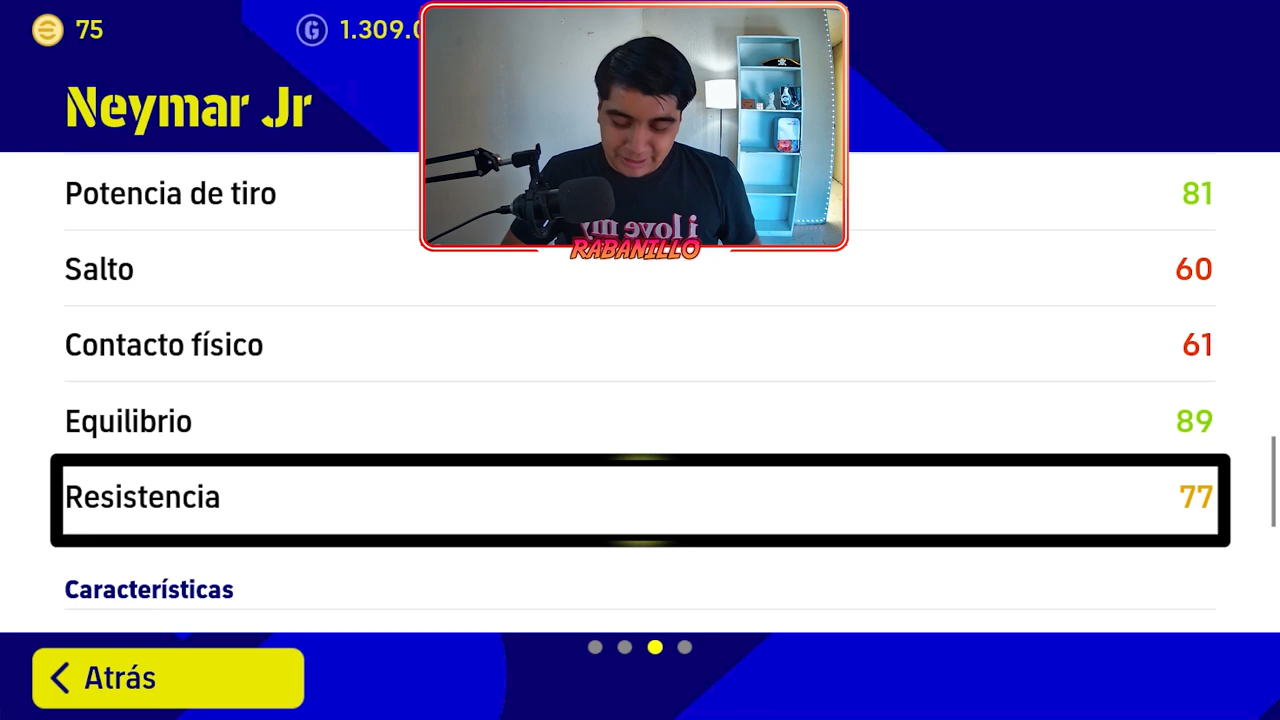 75
1.309.0
Neymar Jr
Potencia de tiro 81
Salto 60
Contacto físico 61
Equilibrio 89
Resistencia 77
Características
Atrás
i love my
RABANILLO